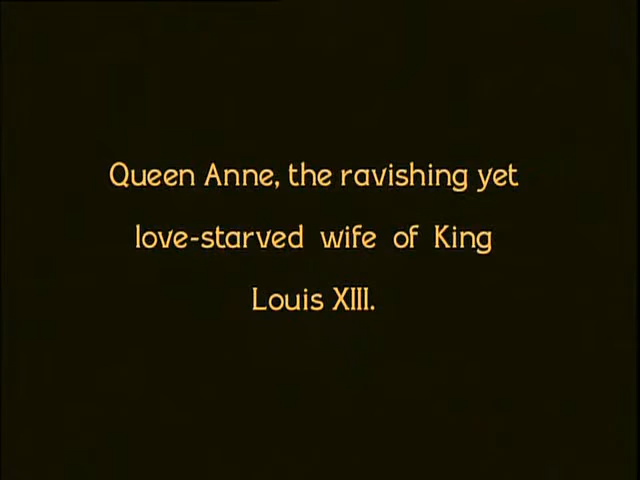 Queen Anne, the ravishing yet
love-starved wife of King
Louis XIII.